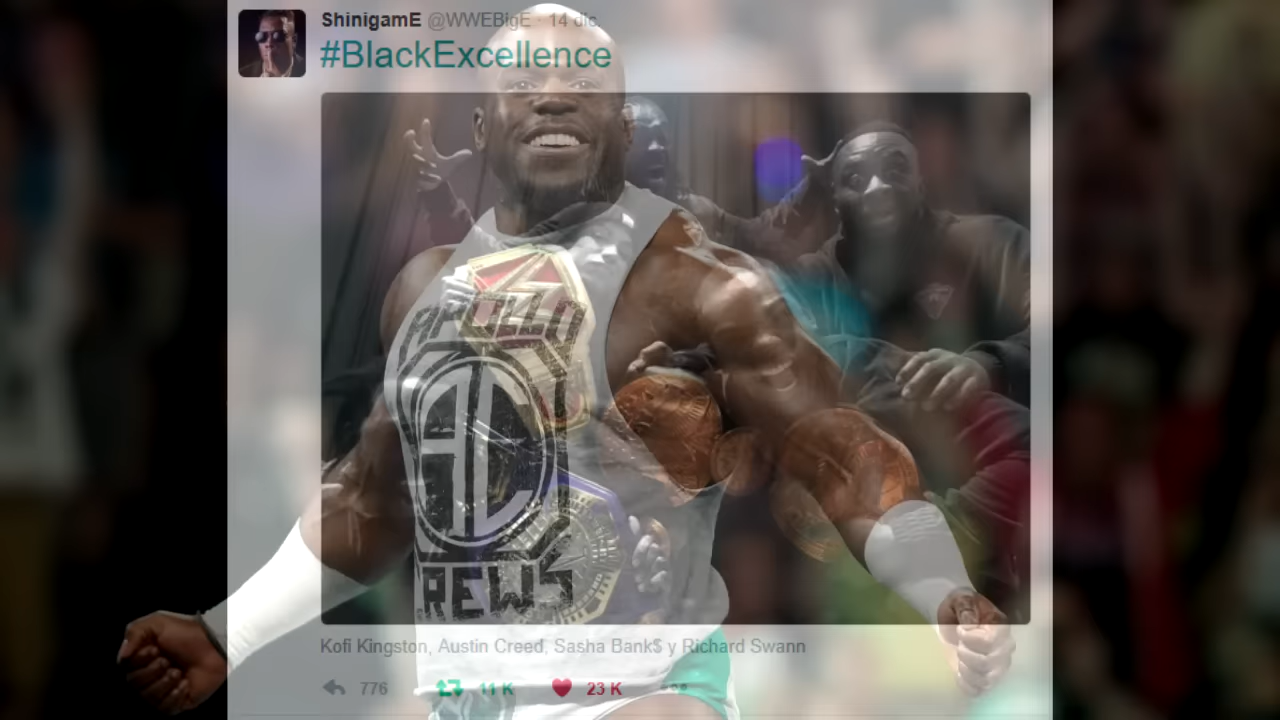 ShinigamE @WWEBigE · 14 dic.
#BlackExcellence
APOLLO
AC
CREWS
Kofi Kingston, Austin Creed, Sasha Bank$ y Richard Swann
776 11 K 23 K